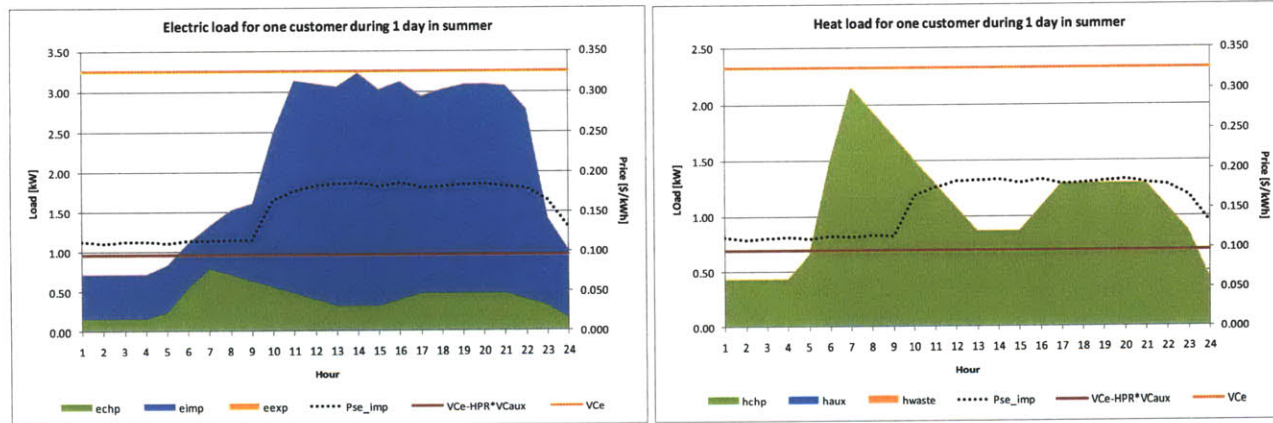 Electric load for one customer during 1 day in summer
Load [kW]
3.50
3.00
2.50
2.00
1.50
1.00
0.50
0.00
0.350
0.300
0.250
0.200
0.150
0.100
0.050
0.000
Price [$/kWh]
1 2 3 4 5 6 7 8 9 10 11 12 13 14 15 16 17 18 19 20 21 22 23 24
Hour
echp eimp eexp Pse_imp VCe-HPR*VCaux VCe
Heat load for one customer during 1 day in summer
LOad [kW]
2.50
2.00
1.50
1.00
0.50
0.00
0.350
0.300
0.250
0.200
0.150
0.100
0.050
0.000
Price [$/kWh]
1 2 3 4 5 6 7 8 9 10 11 12 13 14 15 16 17 18 19 20 21 22 23 24
Hour
hchp haux hwaste Pse_imp VCe-HPR*VCaux VCe